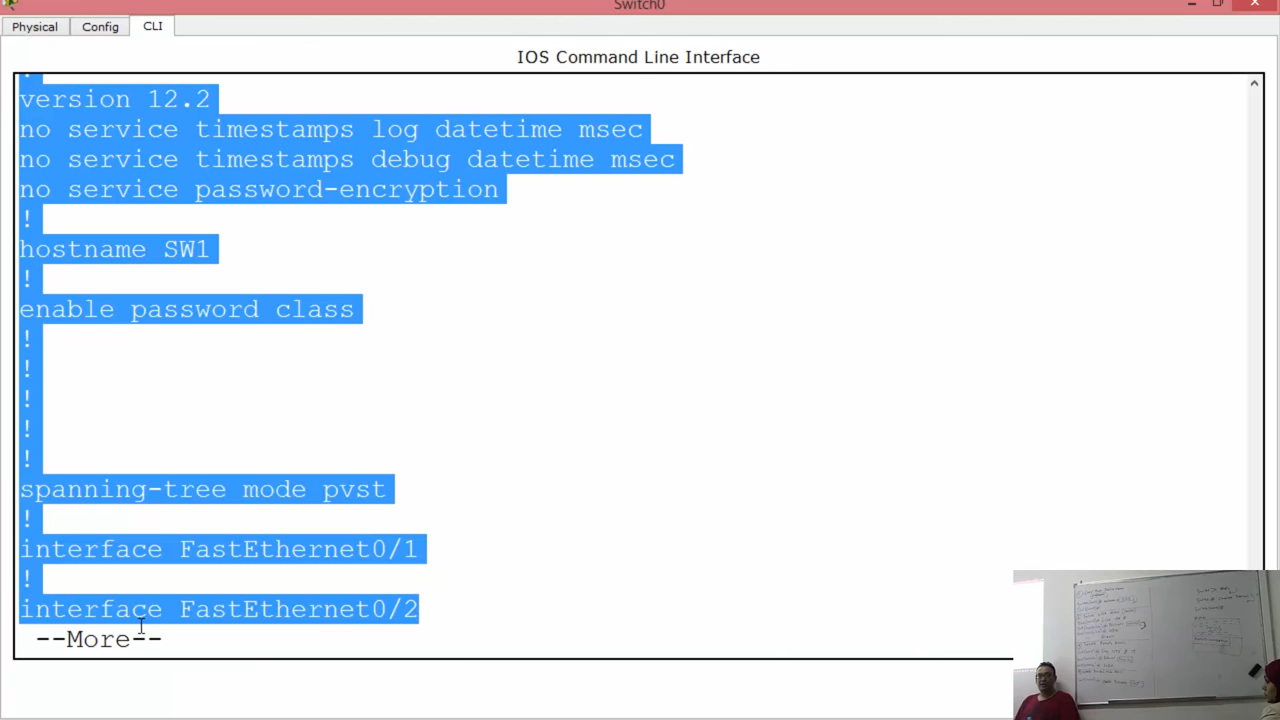 Switch0
Physical Config CLI
IOS Command Line Interface
!
version 12.2
no service timestamps log datetime msec
no service timestamps debug datetime msec
no service password-encryption
!
hostname SW1
!
enable password class
!
!
!
!
!
spanning-tree mode pvst
!
interface FastEthernet0/1
!
interface FastEthernet0/2
--More--